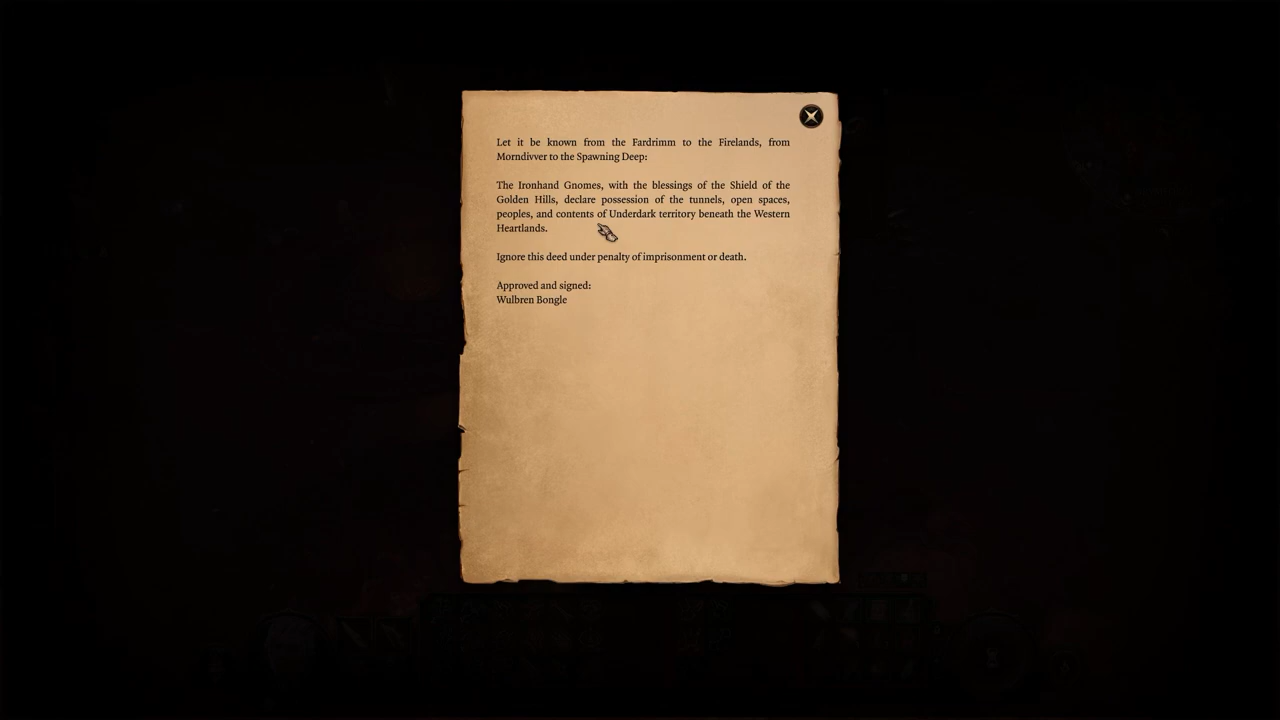 Let it be known from the Fardrimm to the Firelands, from
Morndivver to the Spawning Deep:
The Ironhand Gnomes, with the blessings of the Shield of the
Golden Hills, declare possession of the tunnels, open spaces,
peoples, and contents of Underdark territory beneath the Western
Heartlands.
Ignore this deed under penalty of imprisonment or death.
Approved and signed:
Wulbren Bongle